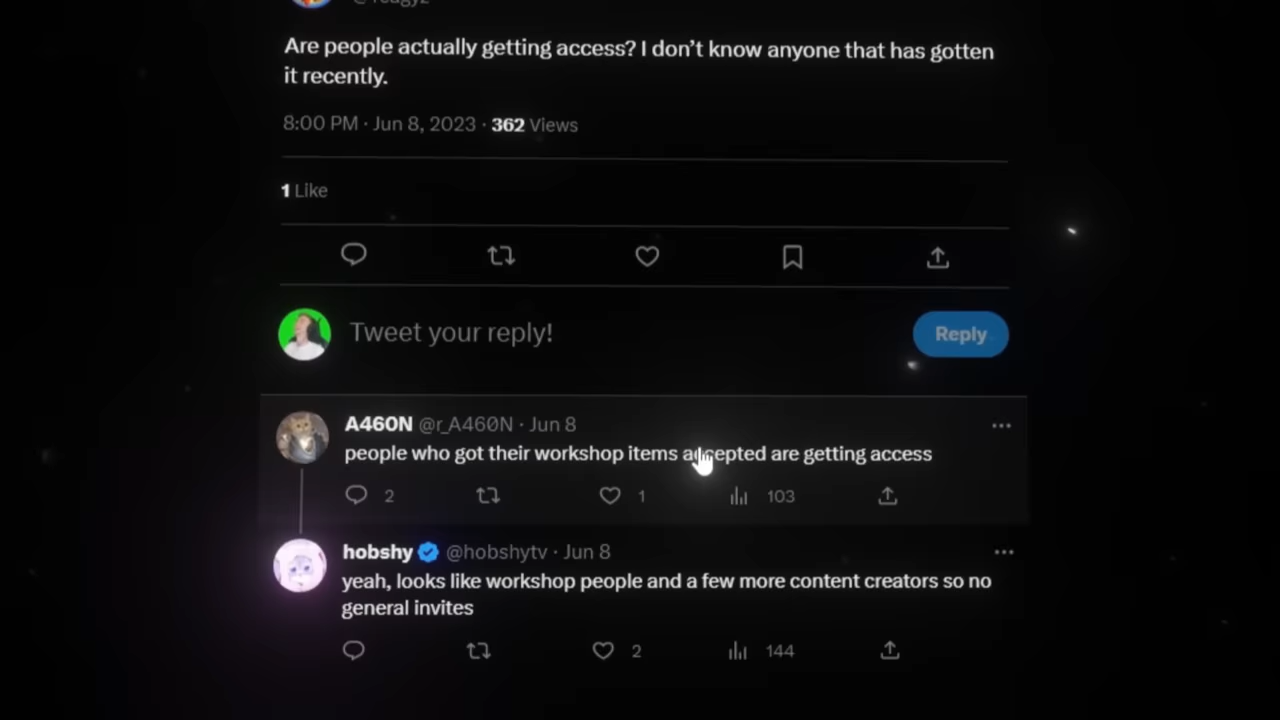 Are people actually getting access? I don't know anyone that has gotten
it recently.
8:00 PM · Jun 8, 2023 · 362 Views
1 Like
Tweet your reply!
Reply
A460N @r_A460N · Jun 8
people who got their workshop items accepted are getting access
2 1 103
hobshy @hobshytv · Jun 8
yeah, looks like workshop people and a few more content creators so no
general invites
2 144